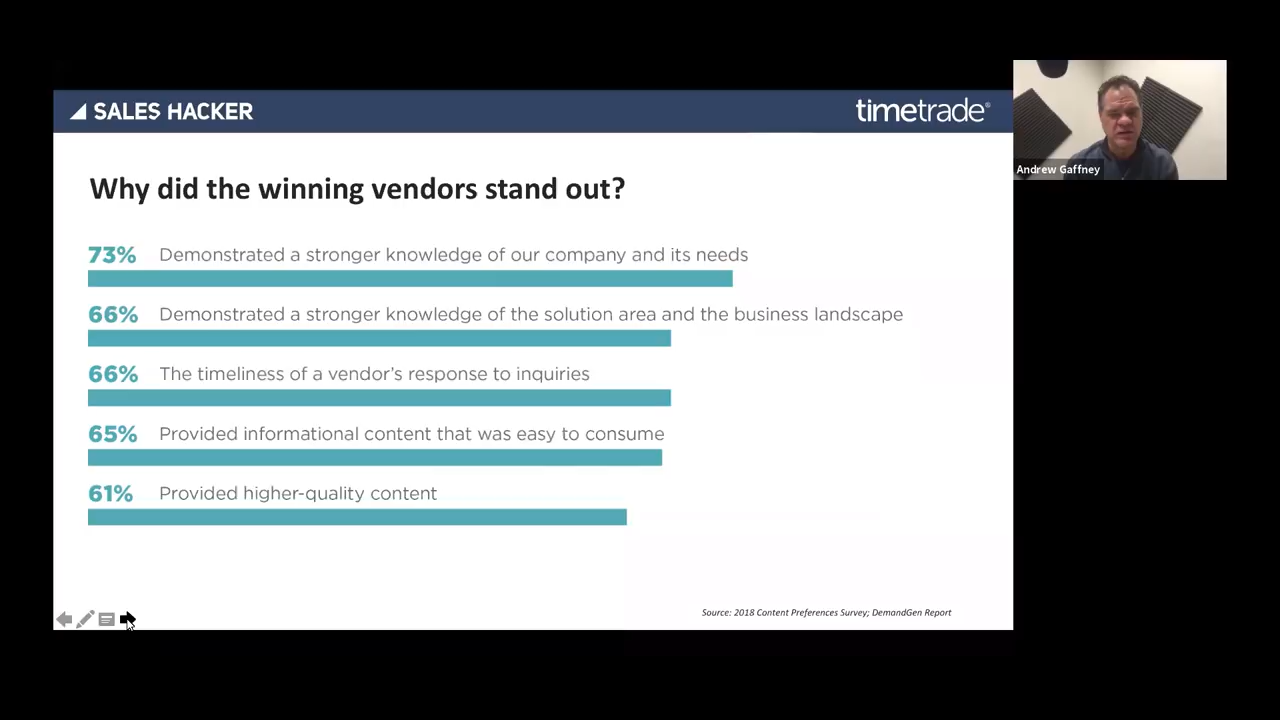 SALES HACKER
timetrade®
Andrew Gaffney
Why did the winning vendors stand out?
73% Demonstrated a stronger knowledge of our company and its needs
66% Demonstrated a stronger knowledge of the solution area and the business landscape
66% The timeliness of a vendor's response to inquiries
65% Provided informational content that was easy to consume
61% Provided higher-quality content
Source: 2018 Content Preferences Survey; DemandGen Report